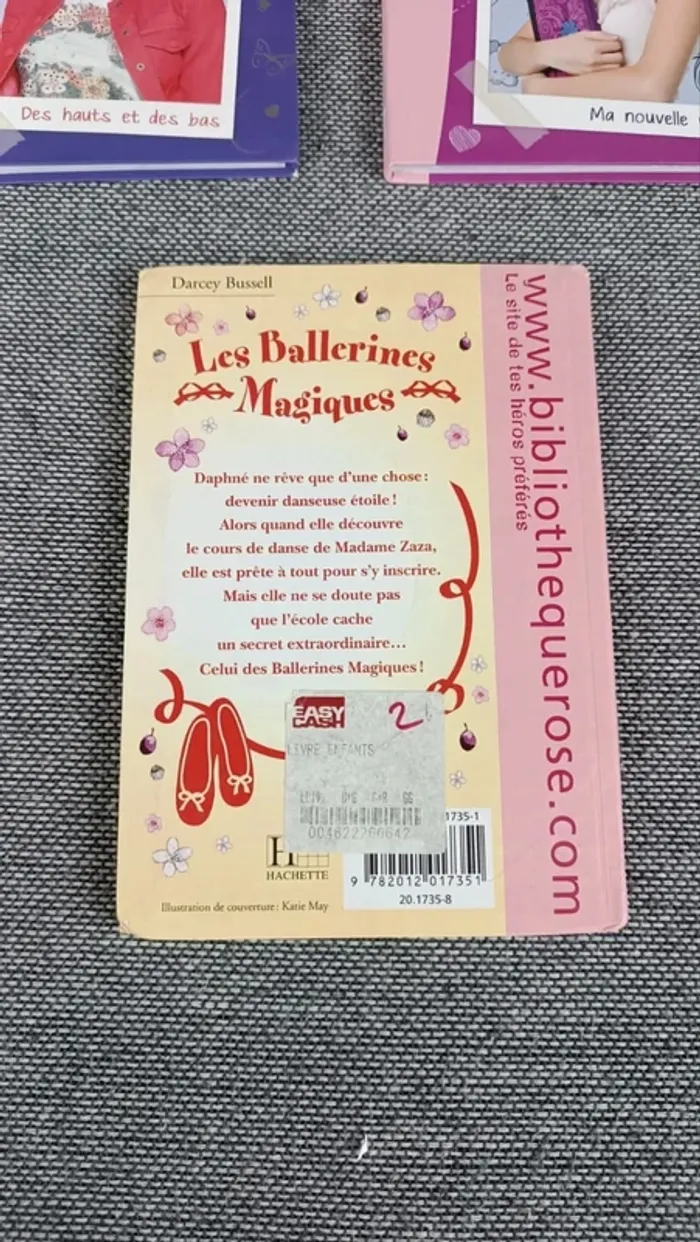 Des hauts et des bas
Ma nouvelle
Darcey Bussell
Les Ballerines
Magiques
Daphné ne rêve que d'une chose :
devenir danseuse étoile !
Alors quand elle découvre
le cours de danse de Madame Zaza,
elle est prête à tout pour s'y inscrire.
Mais elle ne se doute pas
que l'école cache
un secret extraordinaire...
Celui des Ballerines Magiques !
www.bibliothequerose.com
Le site de tes héros préférés
EASY
CASH
2
LIVRE ENFANTS
004622266642
H
HACHETTE
1735-1
9 782012 017351
20.1735-8
Illustration de couverture : Katie May